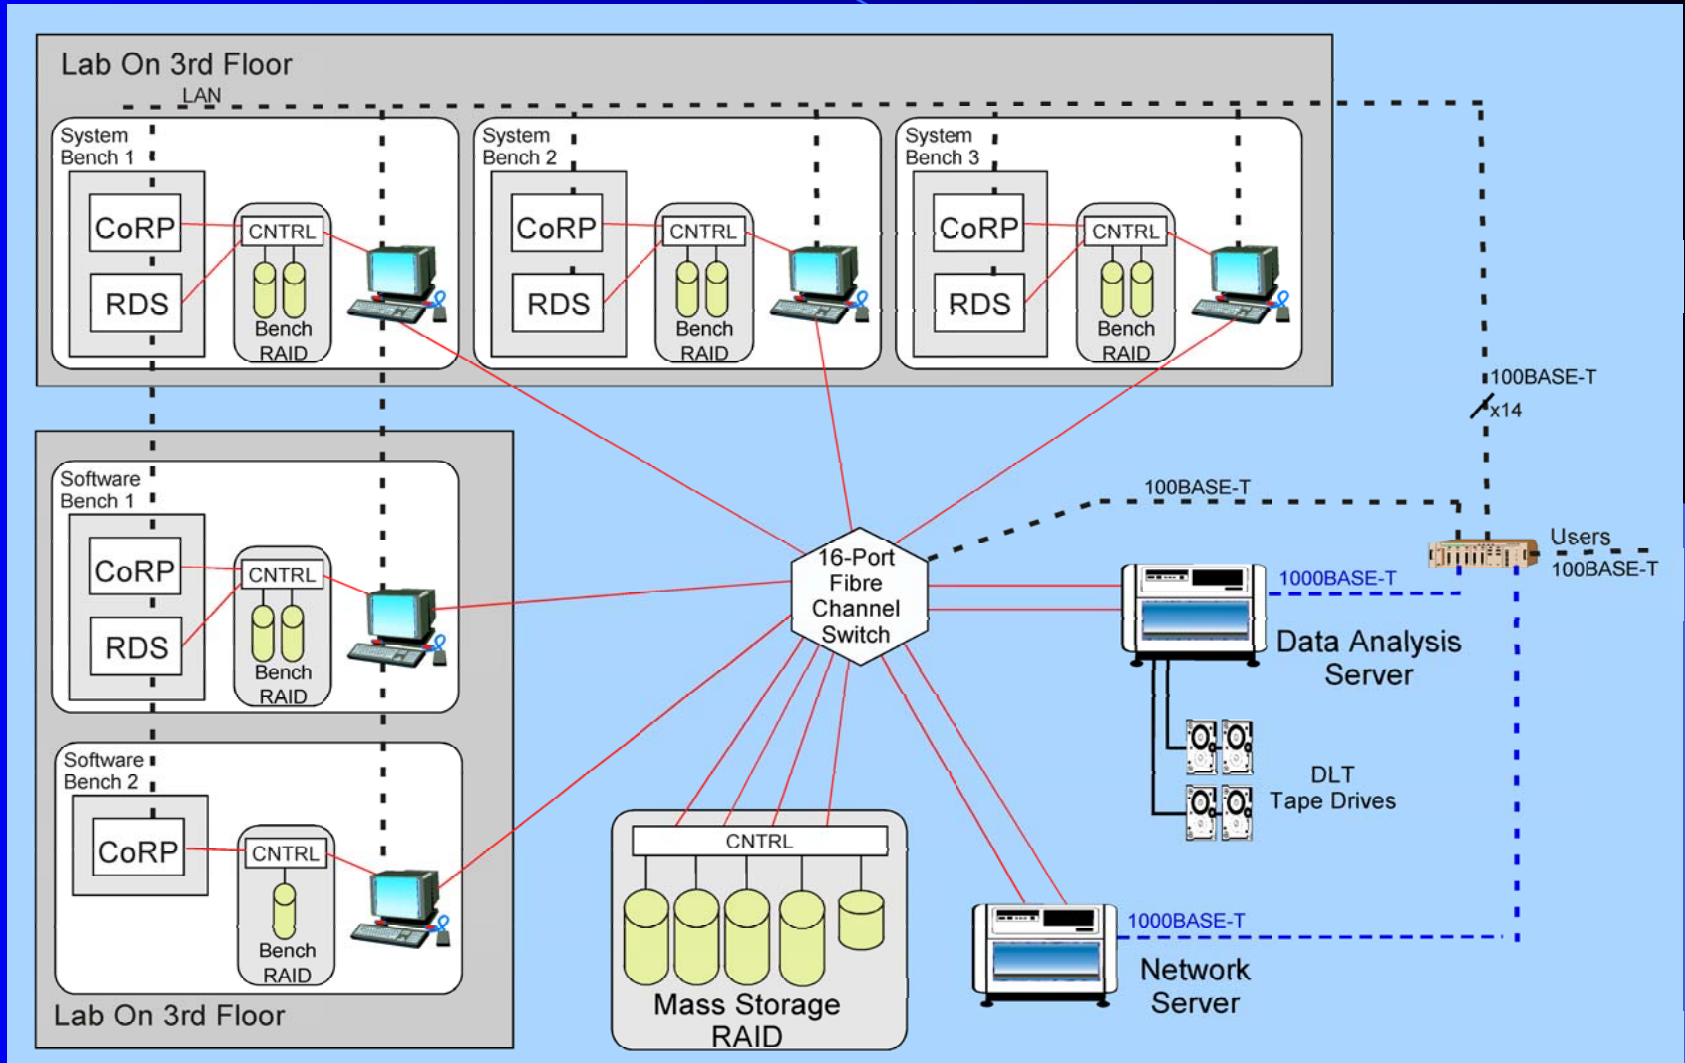 Lab On 3rd Floor
LAN
System
Bench 1
CoRP
RDS
CNTRL
Bench
RAID
System
Bench 2
CoRP
RDS
CNTRL
Bench
RAID
System
Bench 3
CoRP
RDS
CNTRL
Bench
RAID
100BASE-T
x14
Software
Bench 1
CoRP
RDS
CNTRL
Bench
RAID
Software
Bench 2
CoRP
CNTRL
Bench
RAID
Lab On 3rd Floor
16-Port
Fibre
Channel
Switch
100BASE-T
Users
100BASE-T
1000BASE-T
Data Analysis
Server
DLT
Tape Drives
CNTRL
Mass Storage
RAID
1000BASE-T
Network
Server